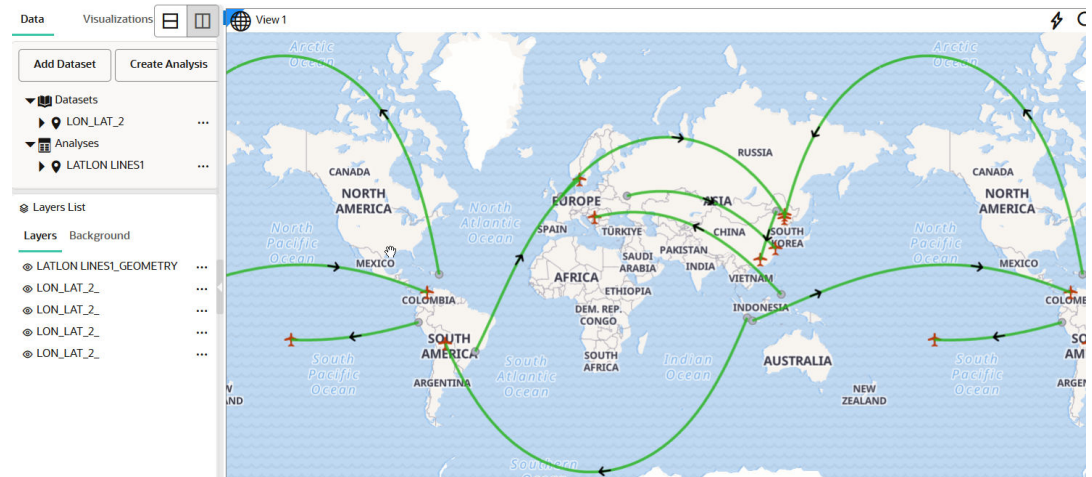 Data
Visualizations
View 1
Add Dataset
Create Analysis
Datasets
LON_LAT_2
...
Analyses
LATLON LINES1
...
Layers List
Layers
Background
LATLON LINES1_GEOMETRY
...
LON_LAT_2_
...
LON_LAT_2_
...
LON_LAT_2_
...
LON_LAT_2_
...
Arctic
Ocean
Arctic
Ocean
RUSSIA
CANADA
CANADA
NORTH
AMERICA
EUROPE
ASIA
NORTH
AMERICA
North
Atlantic
Ocean
North
Pacific
Ocean
SPAIN
TÜRKIYE
CHINA
SOUTH
KOREA
North
Pacific
Ocean
MEXICO
SAUDI
ARABIA
PAKISTAN
INDIA
MEXICO
AFRICA
VIETNAM
COLOMBIA
ETHIOPIA
DEM. REP.
CONGO
INDONESIA
SOUTH
AMERICA
South
Pacific
Ocean
South
Atlantic
Ocean
SOUTH
AFRICA
Indian
Ocean
AUSTRALIA
South
Pacific
Ocean
ARGENTINA
NEW
ZEALAND
Southern